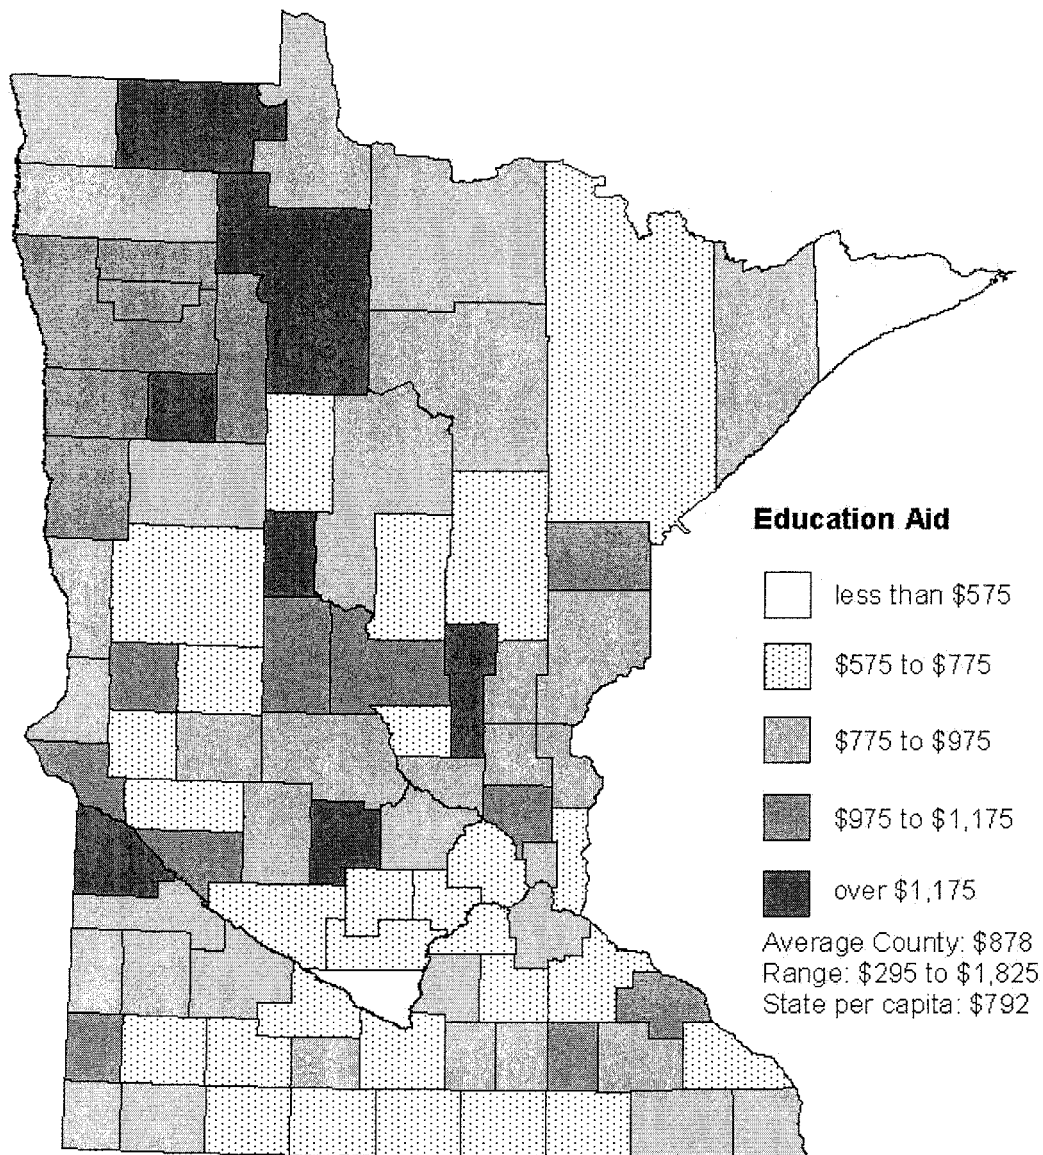 Education Aid
less than $575
$575 to $775
$775 to $975
$975 to $1,175
over $1,175
Average County: $878
Range: $295 to $1,825
State per capita: $792